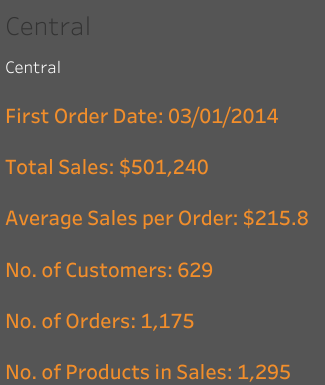 Central
Central
First Order Date: 03/01/2014
Total Sales: $501,240
Average Sales per Order: $215.8
No. of Customers: 629
No. of Orders: 1,175
No. of Products in Sales: 1,295